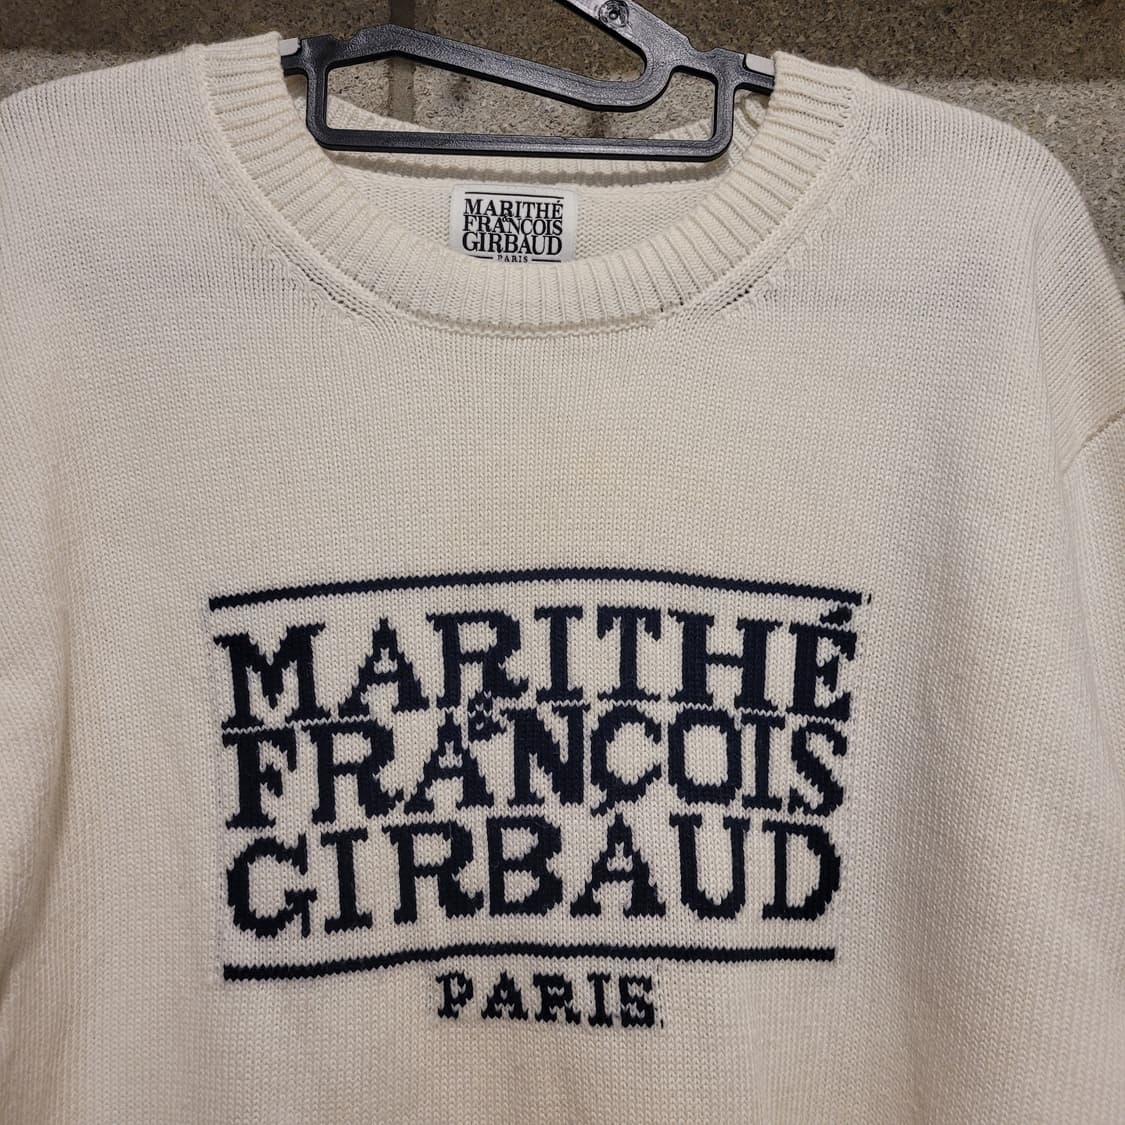 MARITHÉ
&
FRANÇOIS
GIRBAUD
PARIS
MARITHÉ
&
FRANÇOIS
GIRBAUD
PARIS